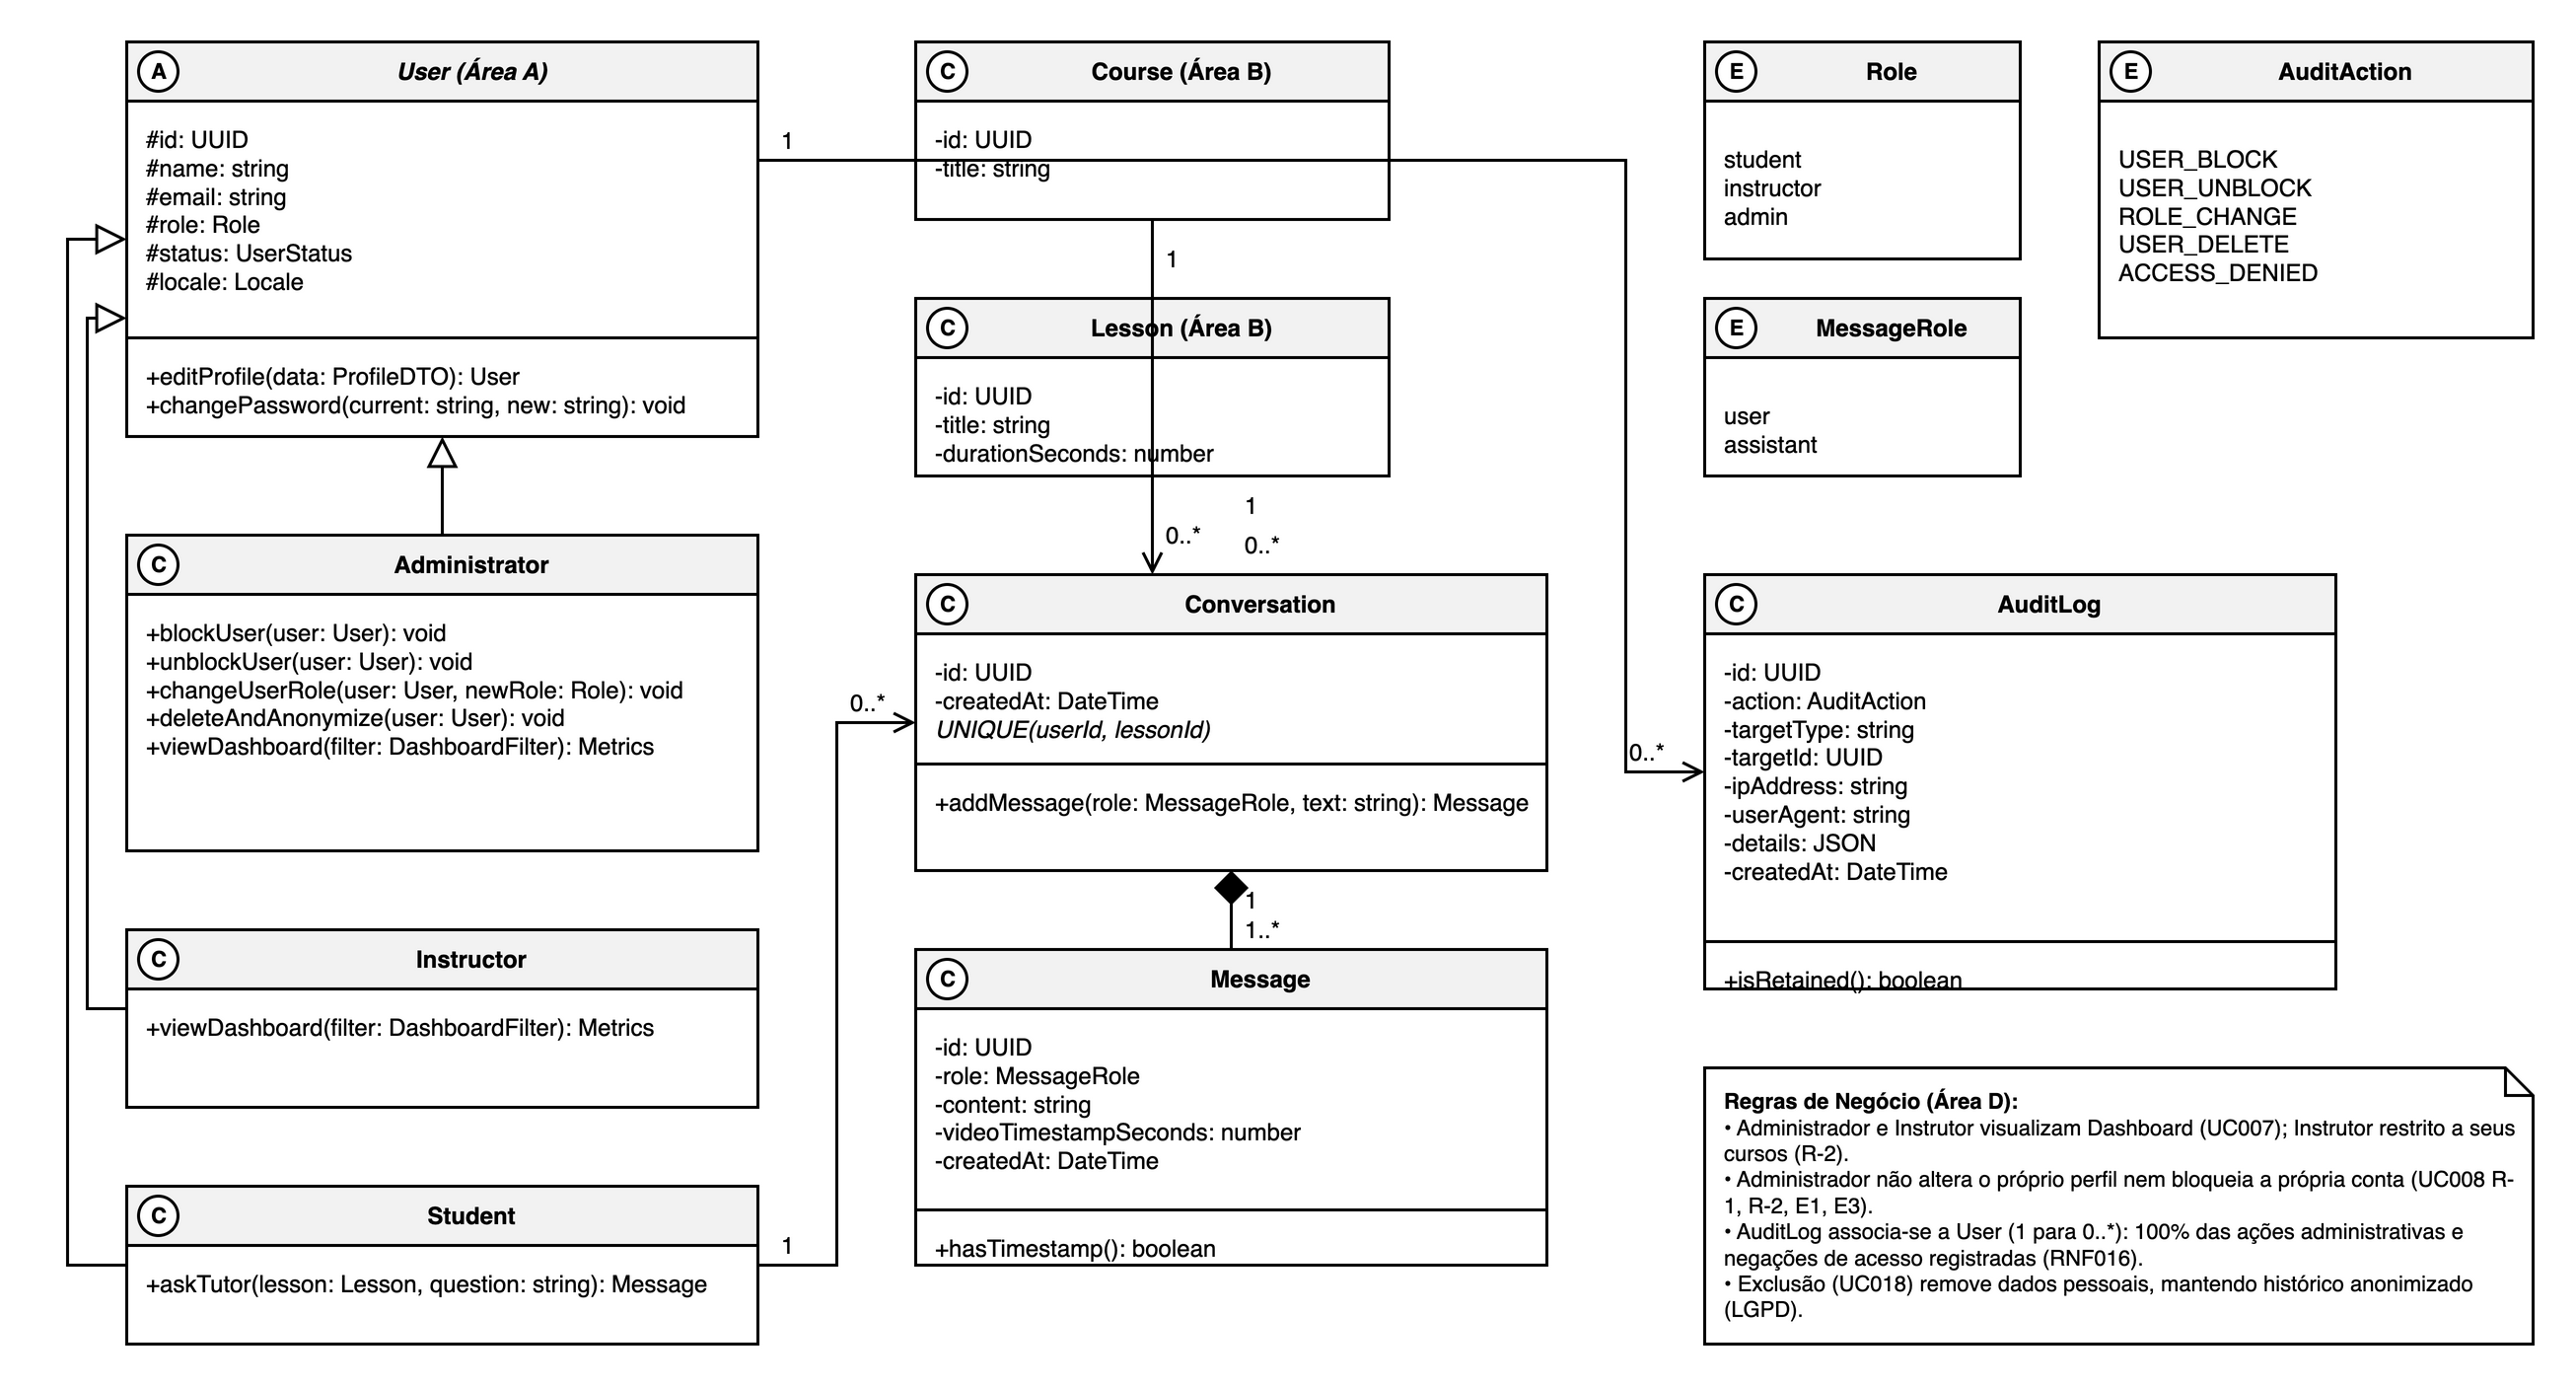 A
User (Área A)
#id: UUID
#name: string
#email: string
#role: Role
#status: UserStatus
#locale: Locale
+editProfile(data: ProfileDTO): User
+changePassword(current: string, new: string): void
C
Administrator
+blockUser(user: User): void
+unblockUser(user: User): void
+changeUserRole(user: User, newRole: Role): void
+deleteAndAnonymize(user: User): void
+viewDashboard(filter: DashboardFilter): Metrics
C
Instructor
+viewDashboard(filter: DashboardFilter): Metrics
C
Student
+askTutor(lesson: Lesson, question: string): Message
1
1
0..*
C
Course (Área B)
-id: UUID
-title: string
1
C
Lesson (Área B)
-id: UUID
-title: string
-durationSeconds: number
1
0..*
0..*
C
Conversation
-id: UUID
-createdAt: DateTime
UNIQUE(userId, lessonId)
+addMessage(role: MessageRole, text: string): Message
1
1..*
C
Message
-id: UUID
-role: MessageRole
-content: string
-videoTimestampSeconds: number
-createdAt: DateTime
+hasTimestamp(): boolean
E
Role
student
instructor
admin
E
AuditAction
USER_BLOCK
USER_UNBLOCK
ROLE_CHANGE
USER_DELETE
ACCESS_DENIED
E
MessageRole
user
assistant
0..*
C
AuditLog
-id: UUID
-action: AuditAction
-targetType: string
-targetId: UUID
-ipAddress: string
-userAgent: string
-details: JSON
-createdAt: DateTime
+isRetained(): boolean
Regras de Negócio (Área D):
• Administrador e Instrutor visualizam Dashboard (UC007); Instrutor restrito a seus
cursos (R-2).
• Administrador não altera o próprio perfil nem bloqueia a própria conta (UC008 R-
1, R-2, E1, E3).
• AuditLog associa-se a User (1 para 0..*): 100% das ações administrativas e
negações de acesso registradas (RNF016).
• Exclusão (UC018) remove dados pessoais, mantendo histórico anonimizado
(LGPD).